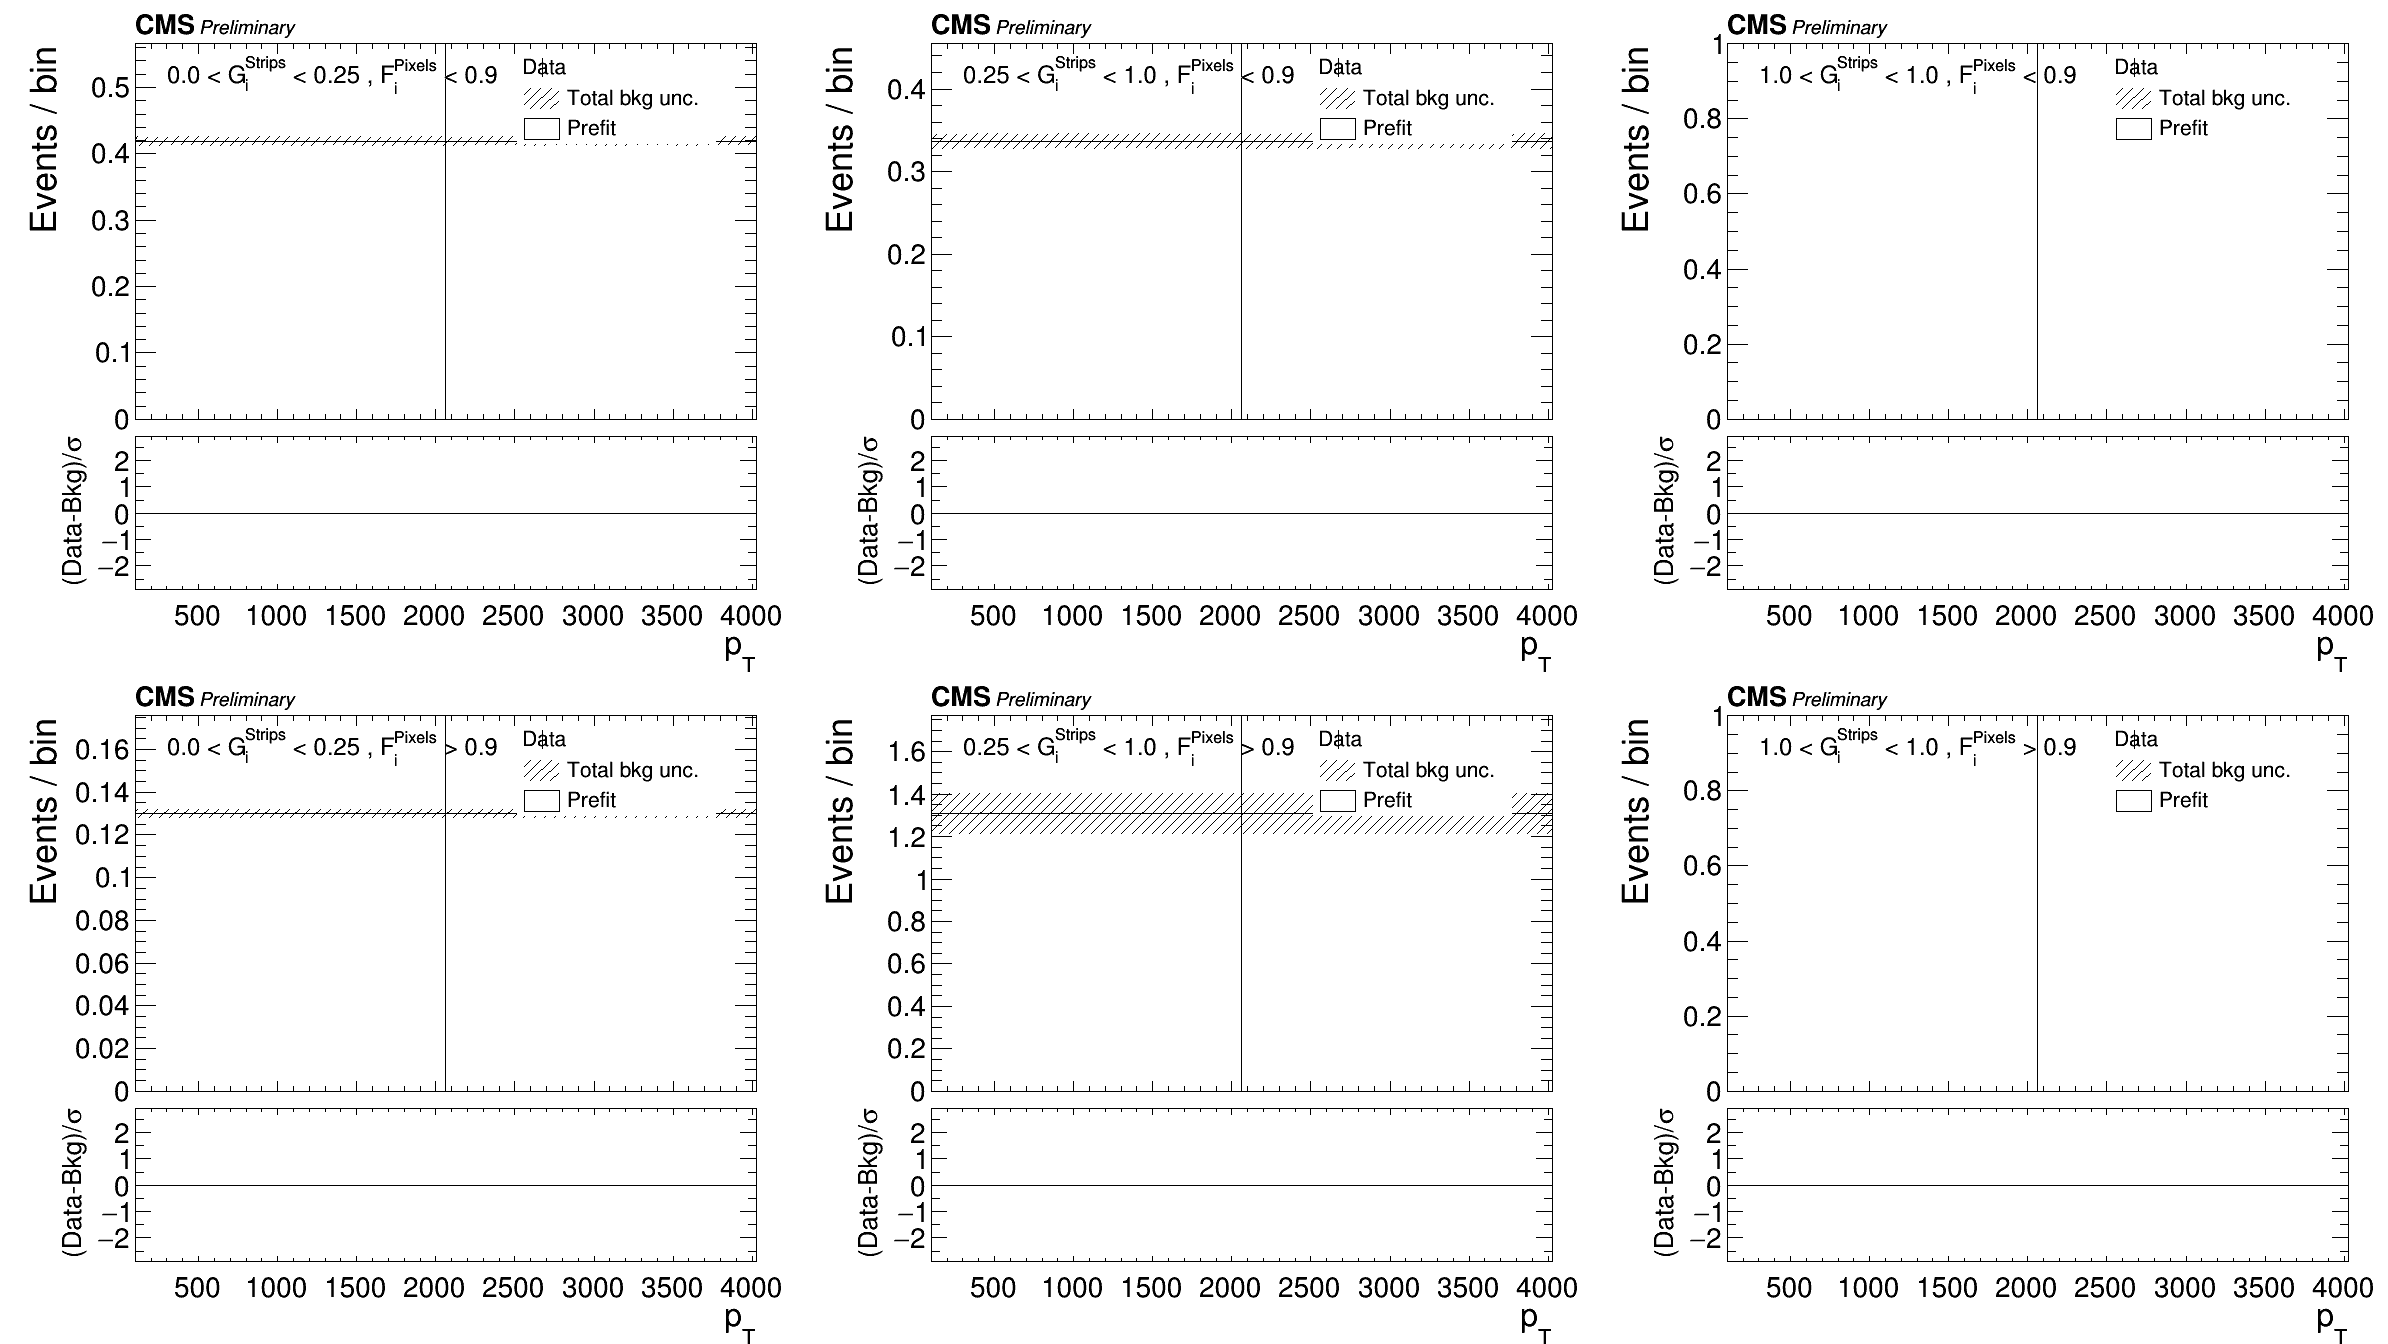 CMS Preliminary
Events / bin
0.0 < G_i^Strips < 0.25 , F_i^Pixels < 0.9
Data
Total bkg unc.
Prefit
0.5
0.4
0.3
0.2
0.1
0
(Data-Bkg)/σ
2
1
0
−1
−2
500 1000 1500 2000 2500 3000 3500 4000
p_T
CMS Preliminary
Events / bin
0.25 < G_i^Strips < 1.0 , F_i^Pixels < 0.9
Data
Total bkg unc.
Prefit
0.4
0.3
0.2
0.1
0
(Data-Bkg)/σ
2
1
0
−1
−2
500 1000 1500 2000 2500 3000 3500 4000
p_T
CMS Preliminary
Events / bin
1.0 < G_i^Strips < 1.0 , F_i^Pixels < 0.9
Data
Total bkg unc.
Prefit
1
0.8
0.6
0.4
0.2
0
(Data-Bkg)/σ
2
1
0
−1
−2
500 1000 1500 2000 2500 3000 3500 4000
p_T
CMS Preliminary
Events / bin
0.0 < G_i^Strips < 0.25 , F_i^Pixels > 0.9
Data
Total bkg unc.
Prefit
0.16
0.14
0.12
0.1
0.08
0.06
0.04
0.02
0
(Data-Bkg)/σ
2
1
0
−1
−2
500 1000 1500 2000 2500 3000 3500 4000
p_T
CMS Preliminary
Events / bin
0.25 < G_i^Strips < 1.0 , F_i^Pixels > 0.9
Data
Total bkg unc.
Prefit
1.6
1.4
1.2
1
0.8
0.6
0.4
0.2
0
(Data-Bkg)/σ
2
1
0
−1
−2
500 1000 1500 2000 2500 3000 3500 4000
p_T
CMS Preliminary
Events / bin
1.0 < G_i^Strips < 1.0 , F_i^Pixels > 0.9
Data
Total bkg unc.
Prefit
1
0.8
0.6
0.4
0.2
0
(Data-Bkg)/σ
2
1
0
−1
−2
500 1000 1500 2000 2500 3000 3500 4000
p_T